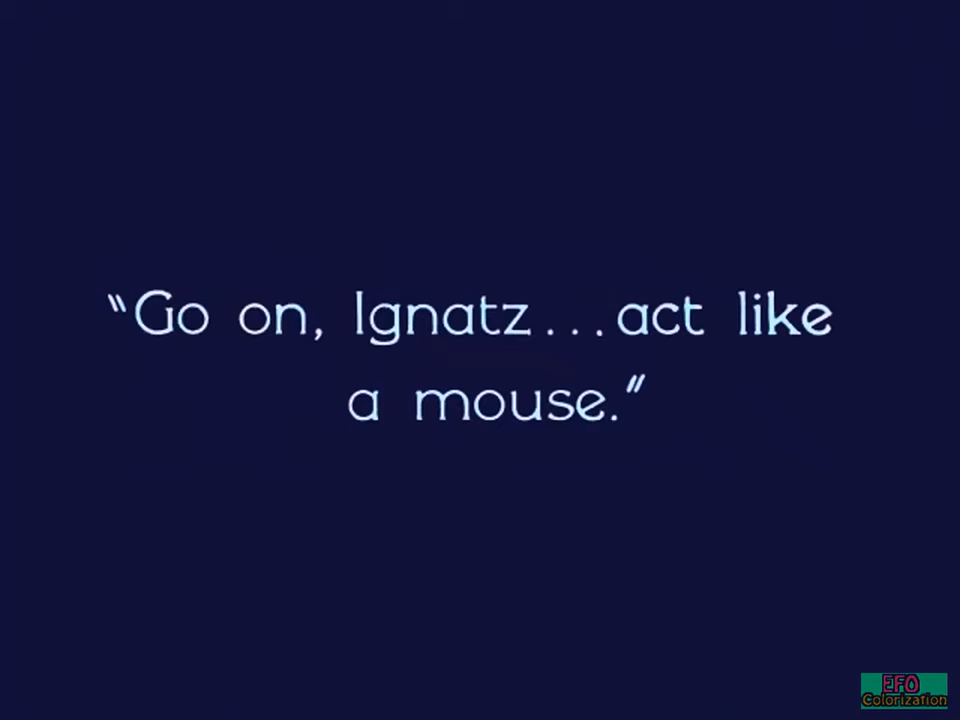 “Go on, Ignatz...act like
a mouse.”
EFO
Colorization